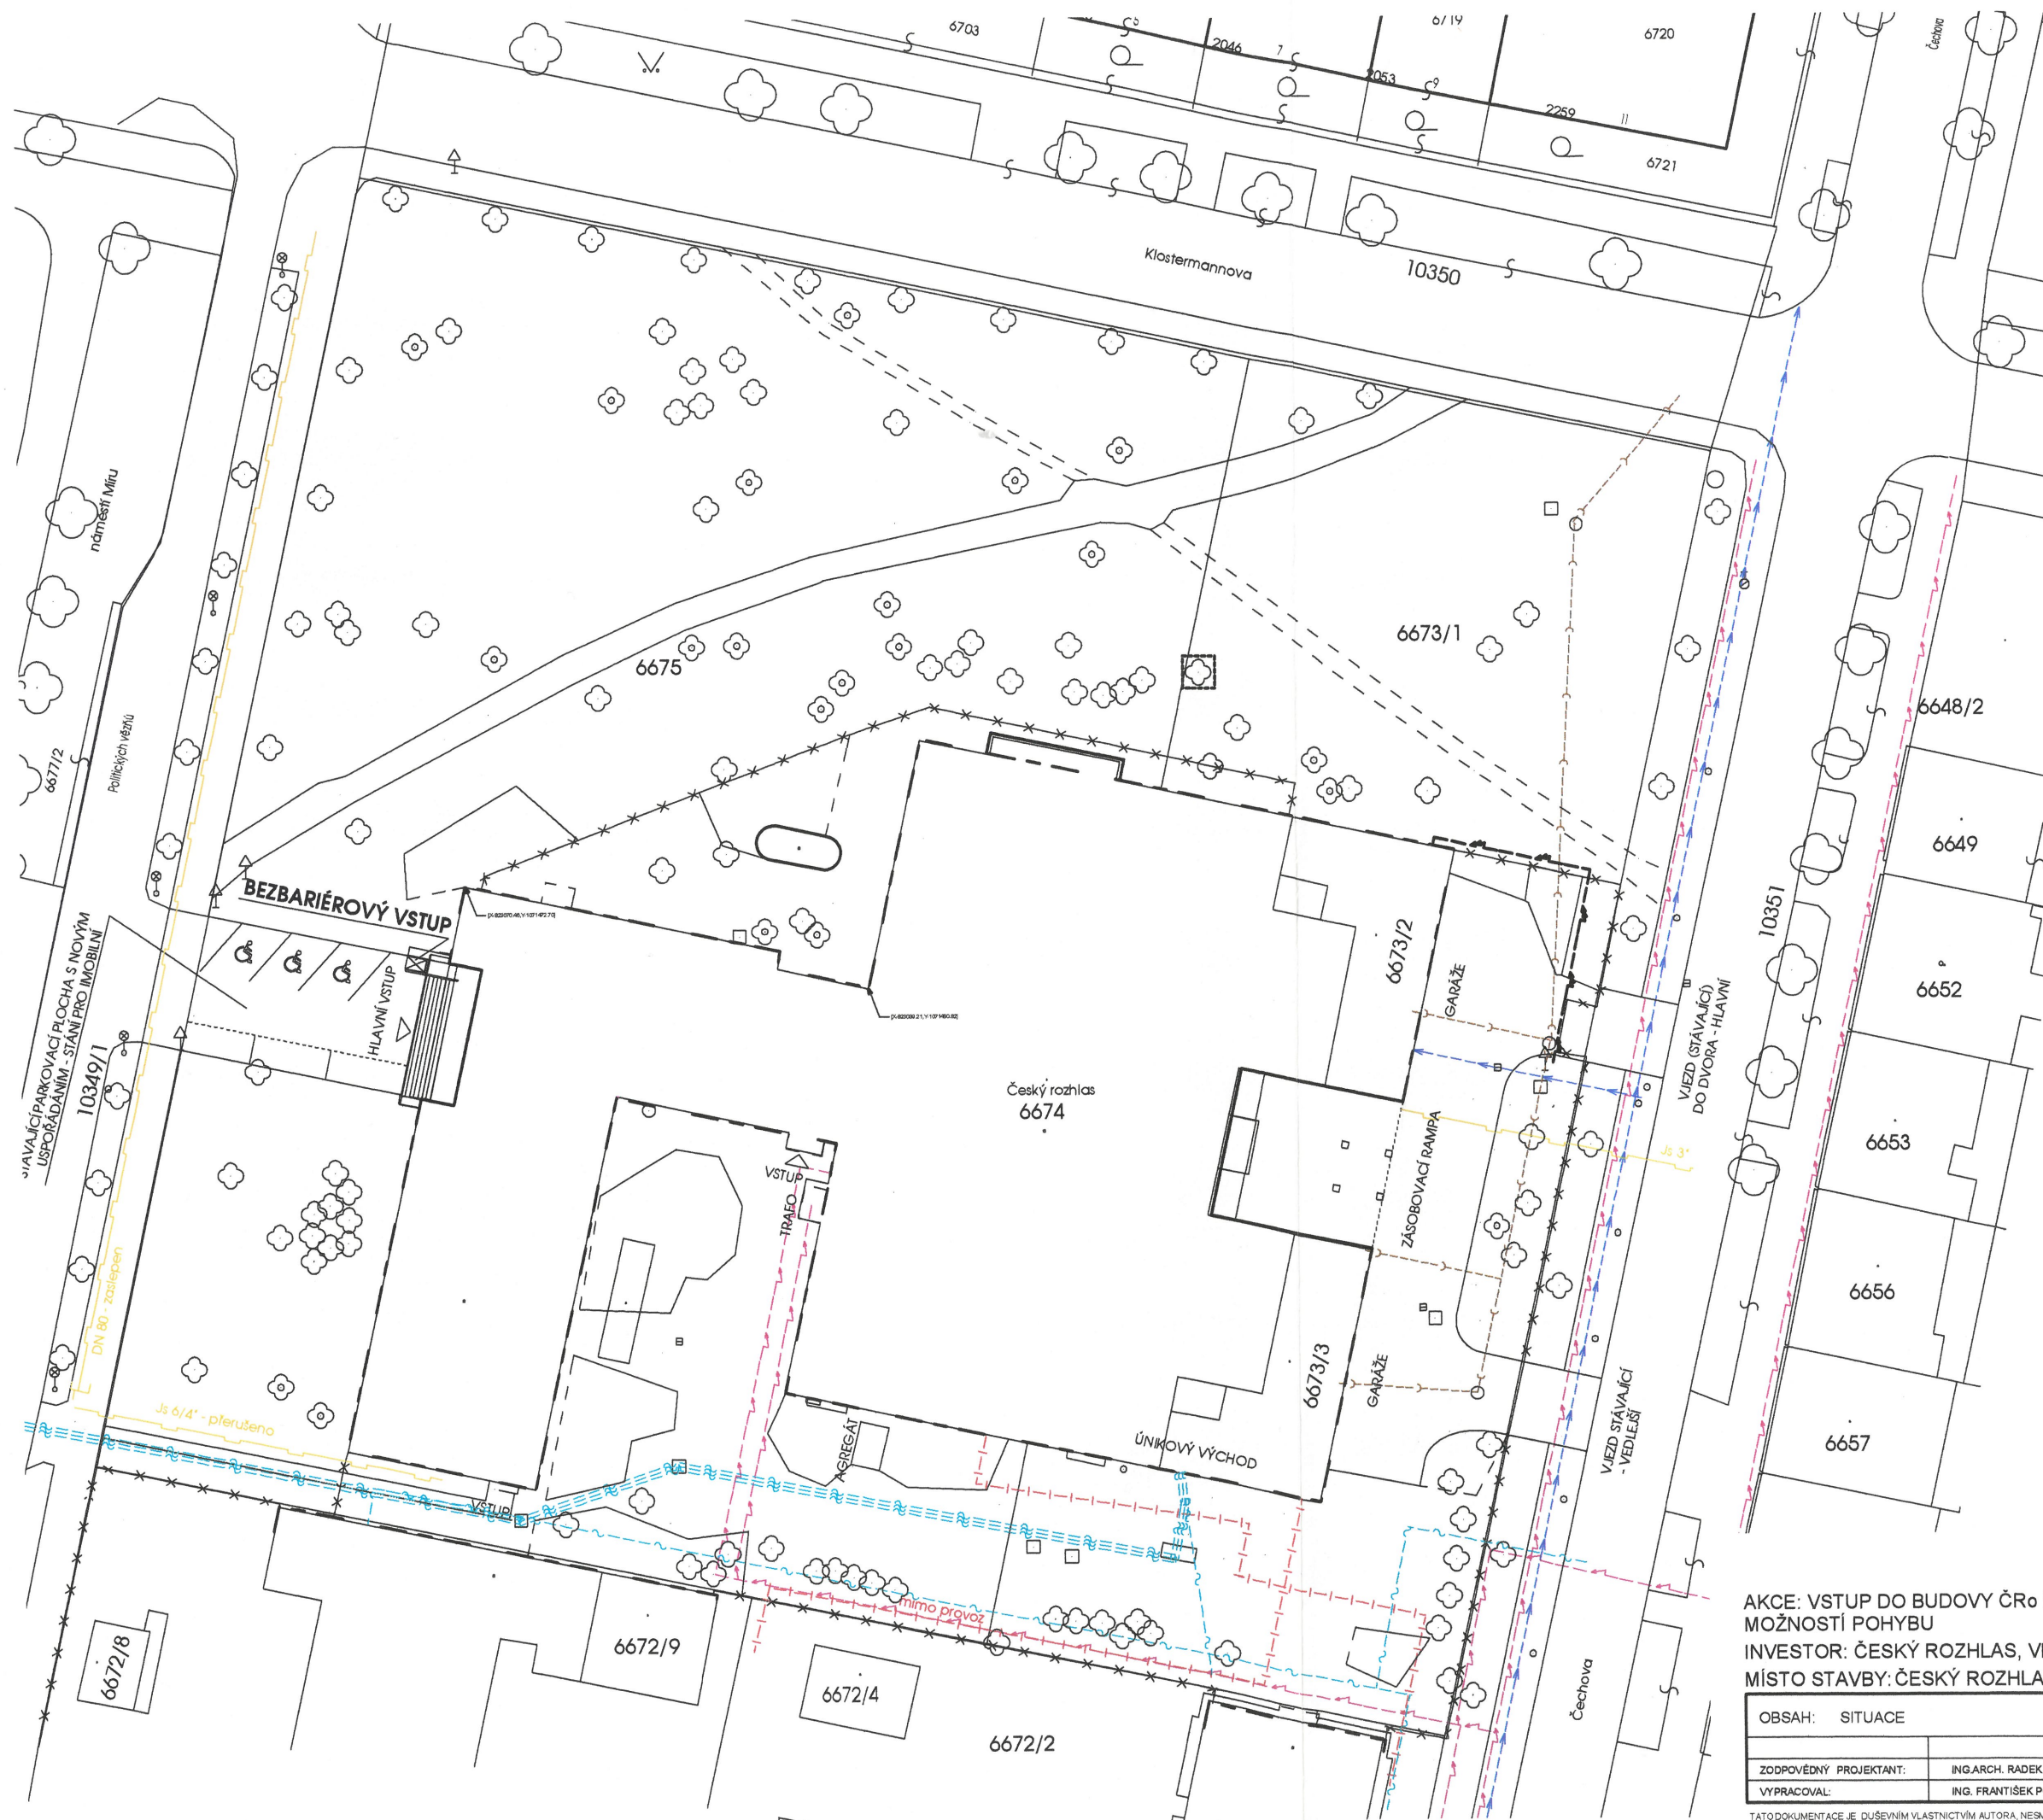 6703
5
2046
7
6719
2053
9
6720
2259
11
6721
Čechova
Klostermannova
10350
náměstí Míru
6673/1
6675
6648/2
6677/2
Politických vězňů
6649
BEZBARIÉROVÝ VSTUP
10351
6652
6673/2
GARÁŽE
HLAVNÍ VSTUP
VJEZD (STÁVAJÍCÍ)
DO DVORA - HLAVNÍ
STÁVAJÍCÍ PARKOVACÍ PLOCHA S NOVÝM
USPOŘÁDÁNÍM - STÁNÍ PRO IMOBILNÍ
10349/1
Český rozhlas
6674
6653
Js 3"
ZÁSOBOVACÍ RAMPA
VSTUP
TRAFO
DN 80 - zaslepen
6656
6673/3
GARÁŽE
VJEZD STÁVAJÍCÍ
- VEDLEJŠÍ
Js 6/4" - přerušeno
AGREGÁT
ÚNIKOVÝ VÝCHOD
6657
VSTUP
mimo provoz
6672/8
6672/9
6672/4
6672/2
Čechova
AKCE: VSTUP DO BUDOVY ČRo
MOŽNOSTÍ POHYBU
INVESTOR: ČESKÝ ROZHLAS,
MÍSTO STAVBY: ČESKÝ ROZHLA
OBSAH: SITUACE
ZODPOVĚDNÝ PROJEKTANT: ING.ARCH. RADEK
VYPRACOVAL: ING. FRANTIŠEK P
TATO DOKUMENTACE JE DUŠEVNÍM VLASTNICTVÍM AUTORA,